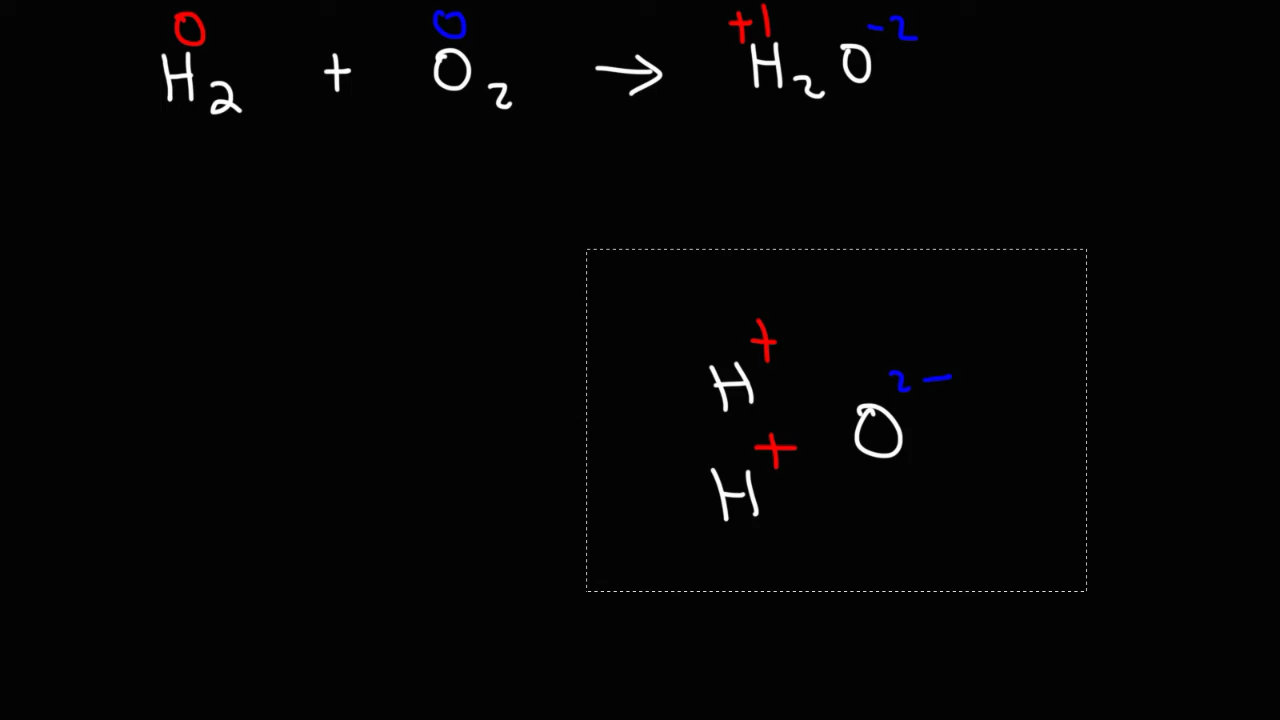 0 0 +1 -2
H2 + O2 → H2O
H+
O2-
H+